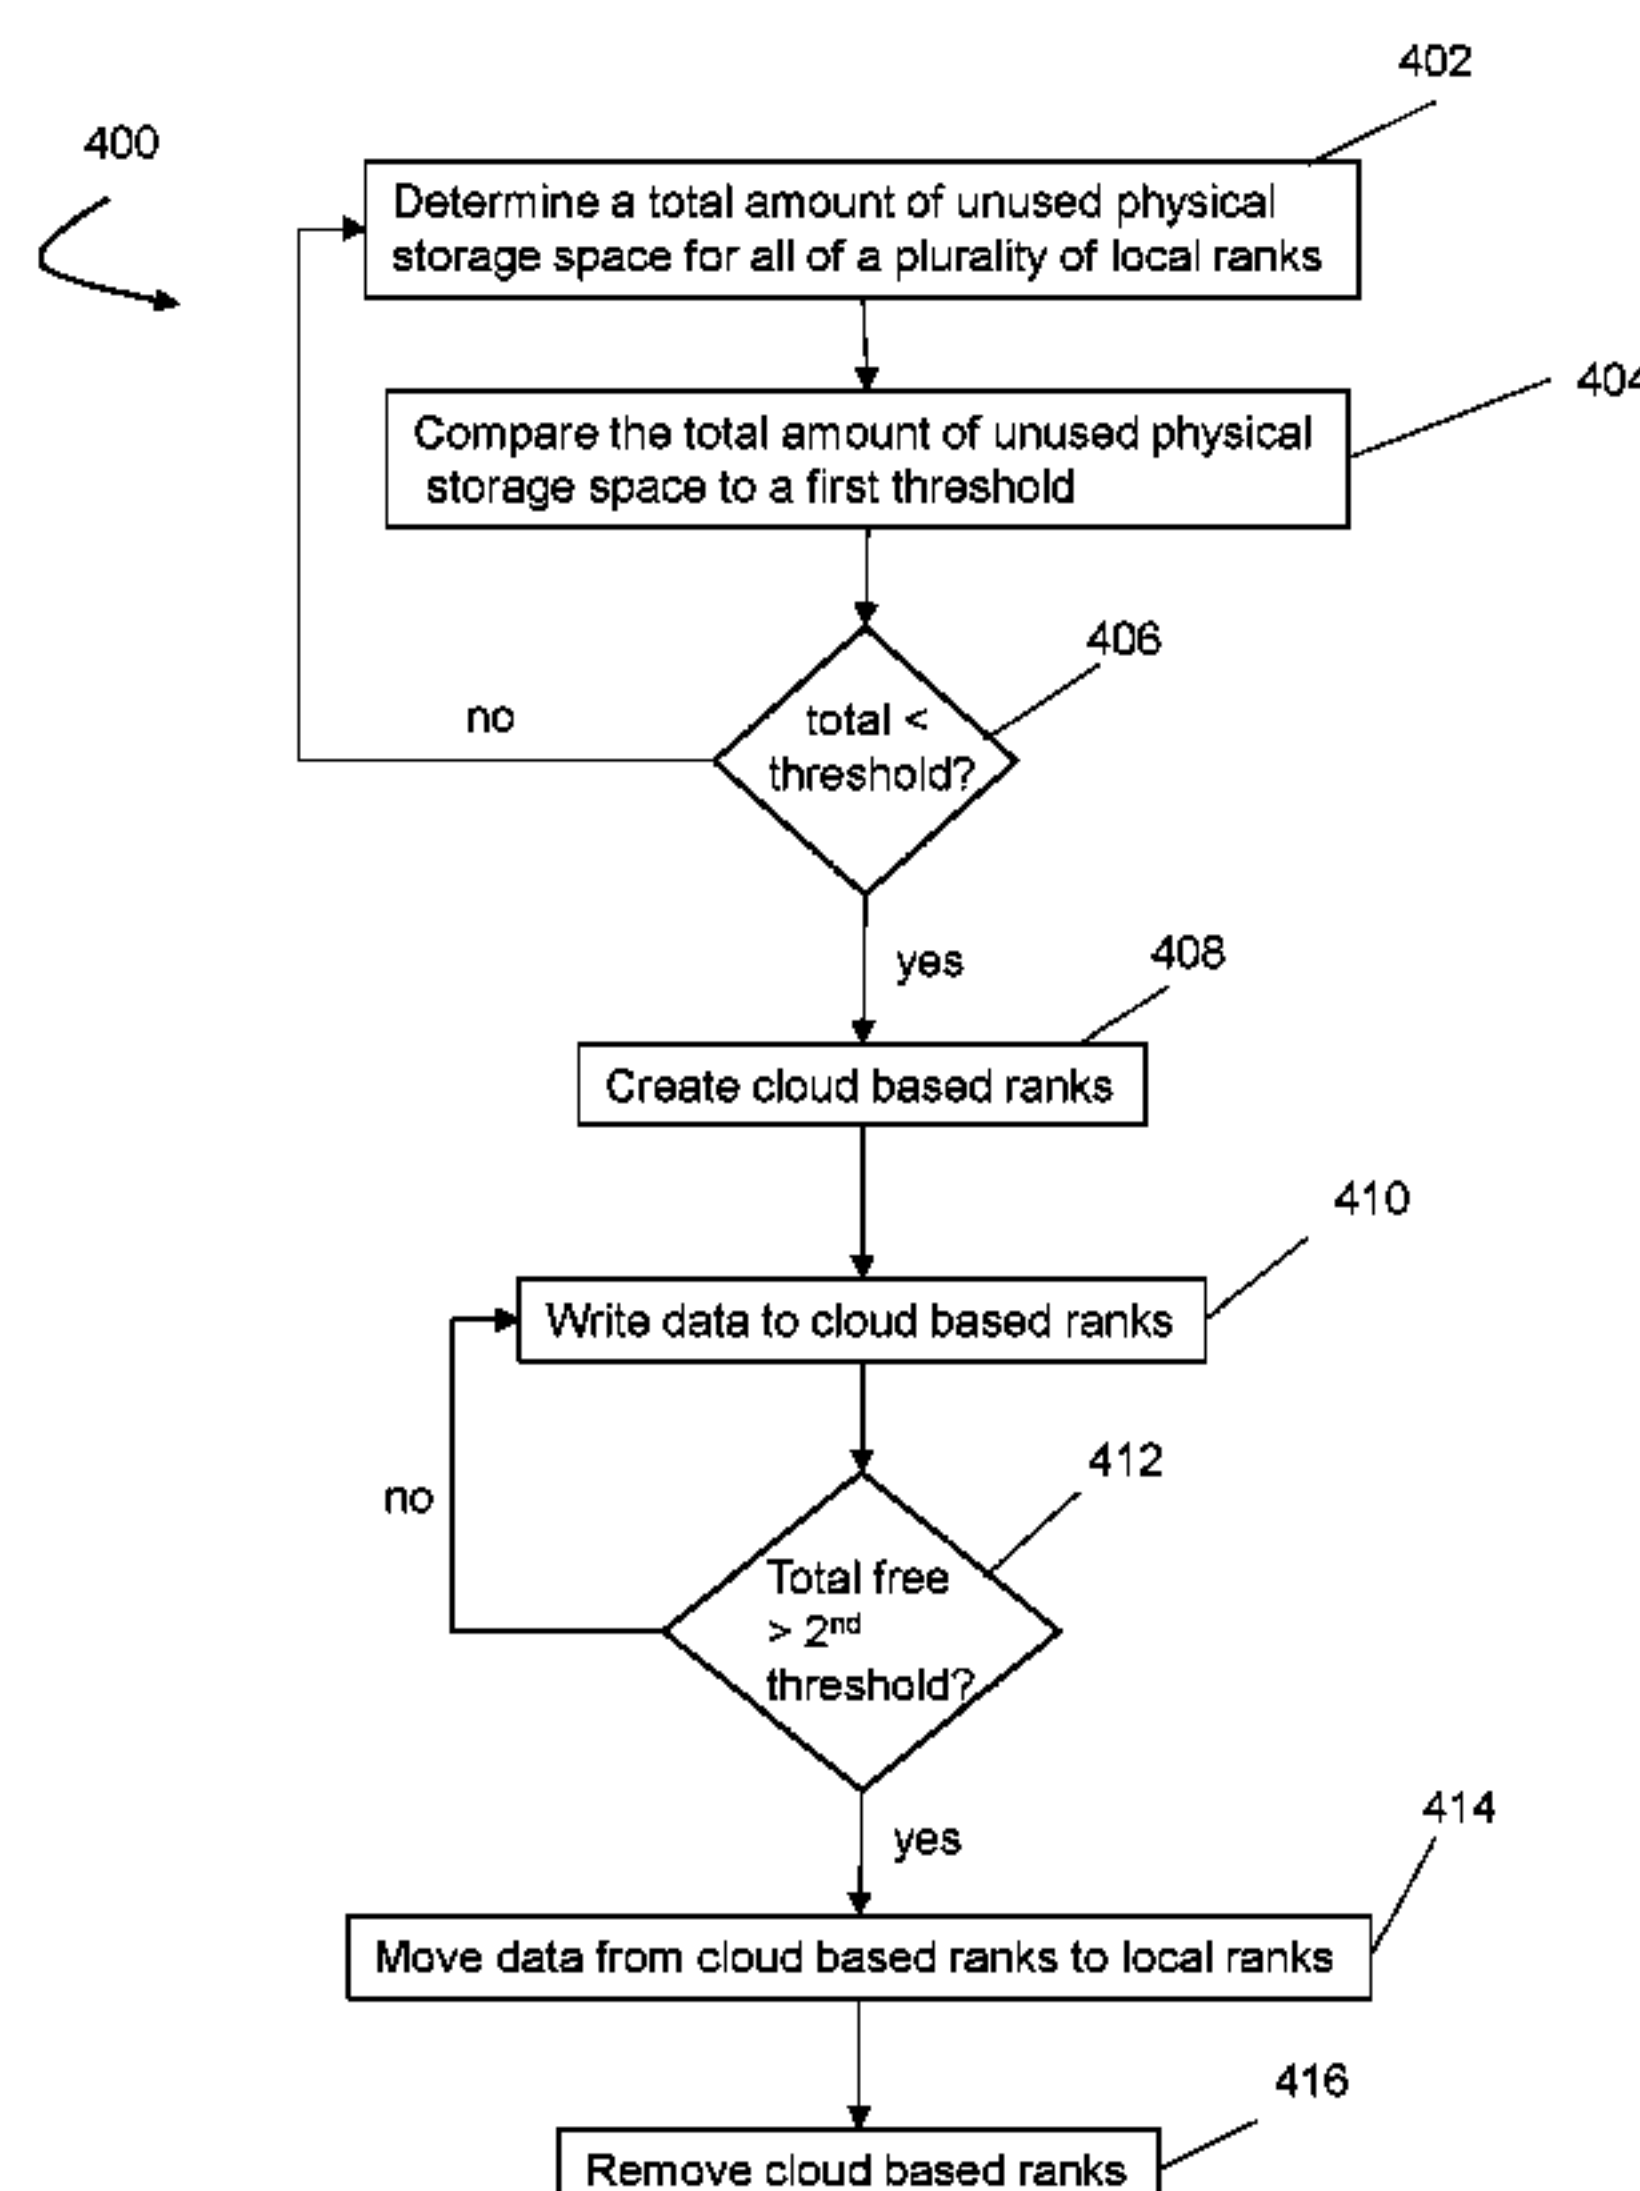 402
400
Determine a total amount of unused physical
storage space for all of a plurality of local ranks
404
Compare the total amount of unused physical
storage space to a first threshold
406
no
total <
threshold?
yes
408
Create cloud based ranks
410
Write data to cloud based ranks
412
no
Total free
> 2nd
threshold?
yes
414
Move data from cloud based ranks to local ranks
416
Remove cloud based ranks